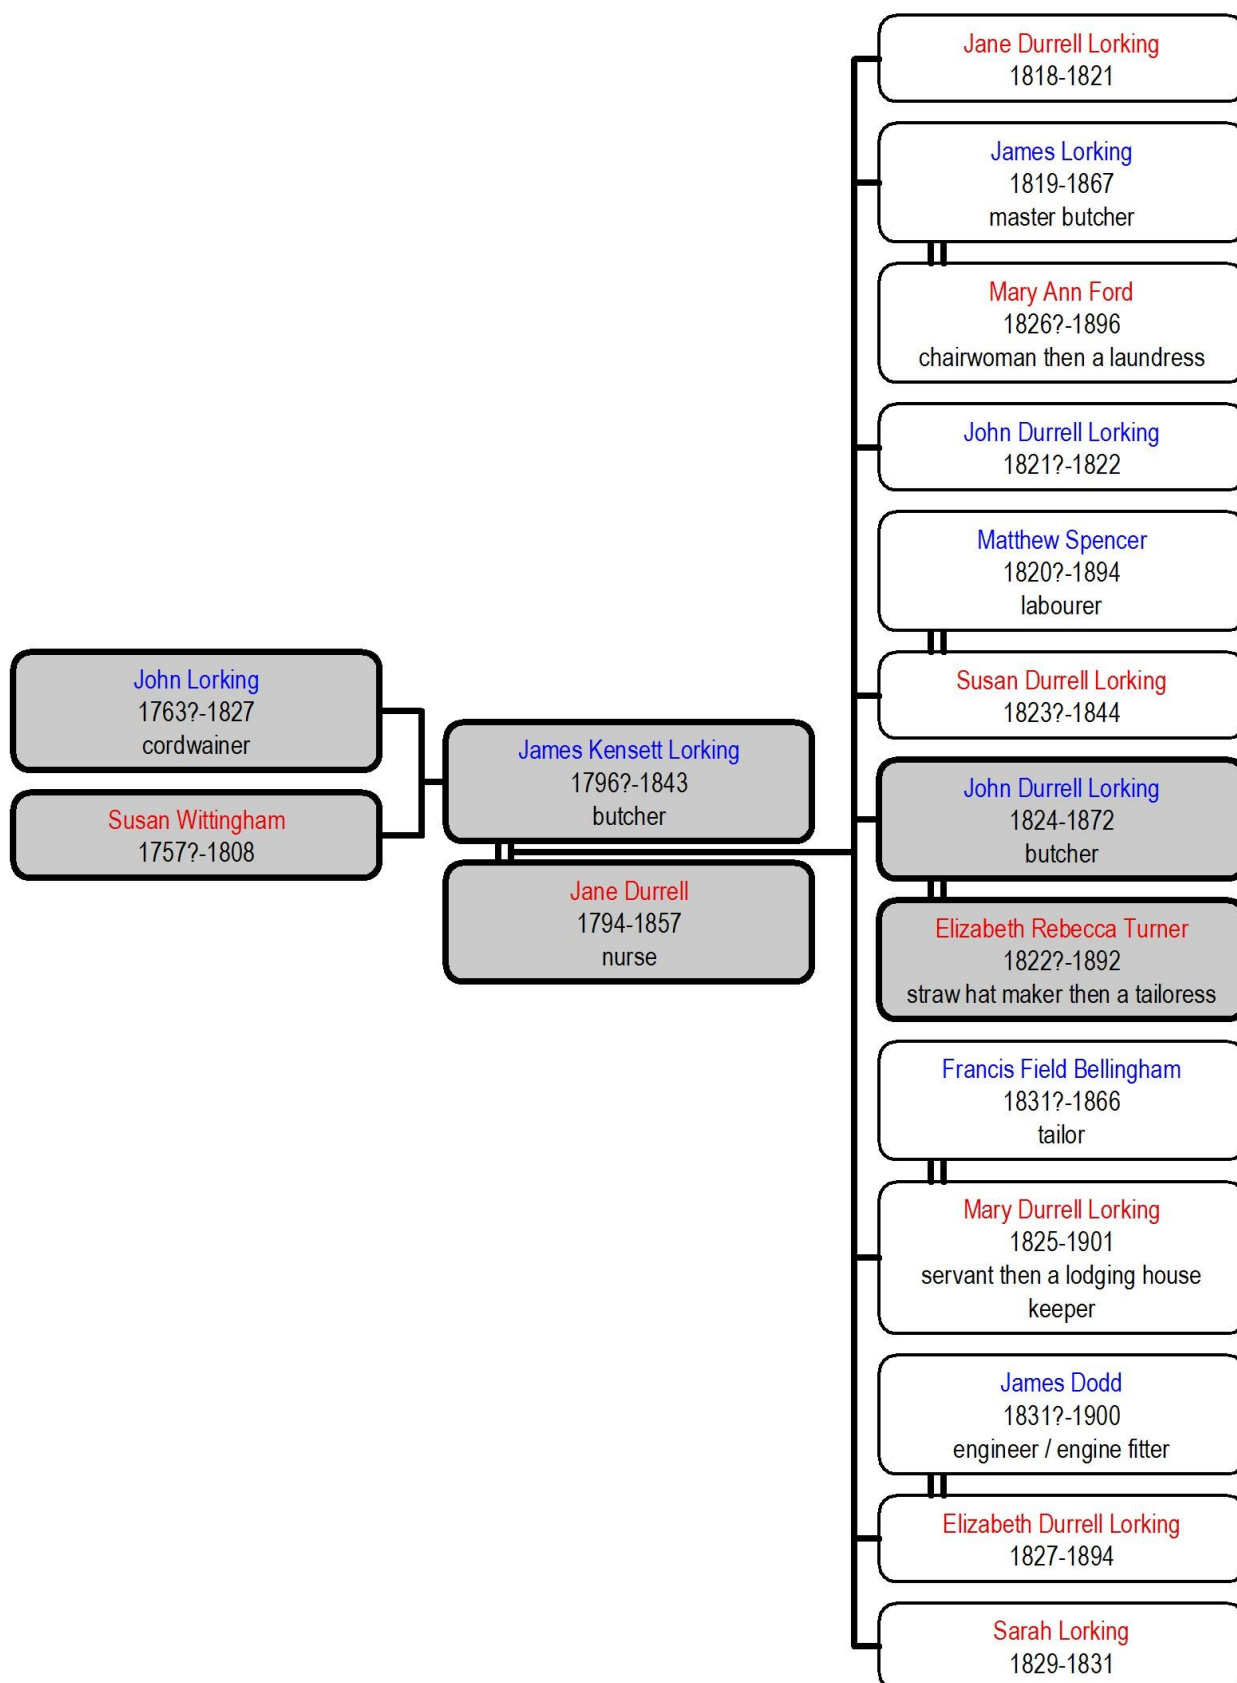 John Lorking
1763?-1827
cordwainer
Susan Wittingham
1757?-1808
James Kensett Lorking
1796?-1843
butcher
Jane Durrell
1794-1857
nurse
Jane Durrell Lorking
1818-1821
James Lorking
1819-1867
master butcher
Mary Ann Ford
1826?-1896
chairwoman then a laundress
John Durrell Lorking
1821?-1822
Matthew Spencer
1820?-1894
labourer
Susan Durrell Lorking
1823?-1844
John Durrell Lorking
1824-1872
butcher
Elizabeth Rebecca Turner
1822?-1892
straw hat maker then a tailoress
Francis Field Bellingham
1831?-1866
tailor
Mary Durrell Lorking
1825-1901
servant then a lodging house
keeper
James Dodd
1831?-1900
engineer / engine fitter
Elizabeth Durrell Lorking
1827-1894
Sarah Lorking
1829-1831